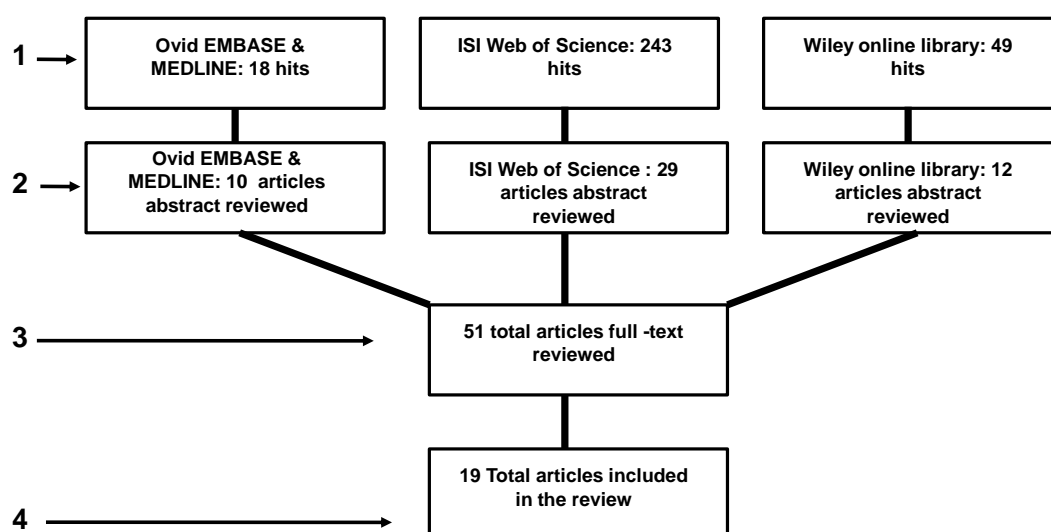 1
Ovid EMBASE &
MEDLINE: 18 hits
ISI Web of Science: 243
hits
Wiley online library: 49
hits
2
Ovid EMBASE &
MEDLINE: 10 articles
abstract reviewed
ISI Web of Science : 29
articles abstract
reviewed
Wiley online library: 12
articles abstract
reviewed
3
51 total articles full -text
reviewed
4
19 Total articles included
in the review